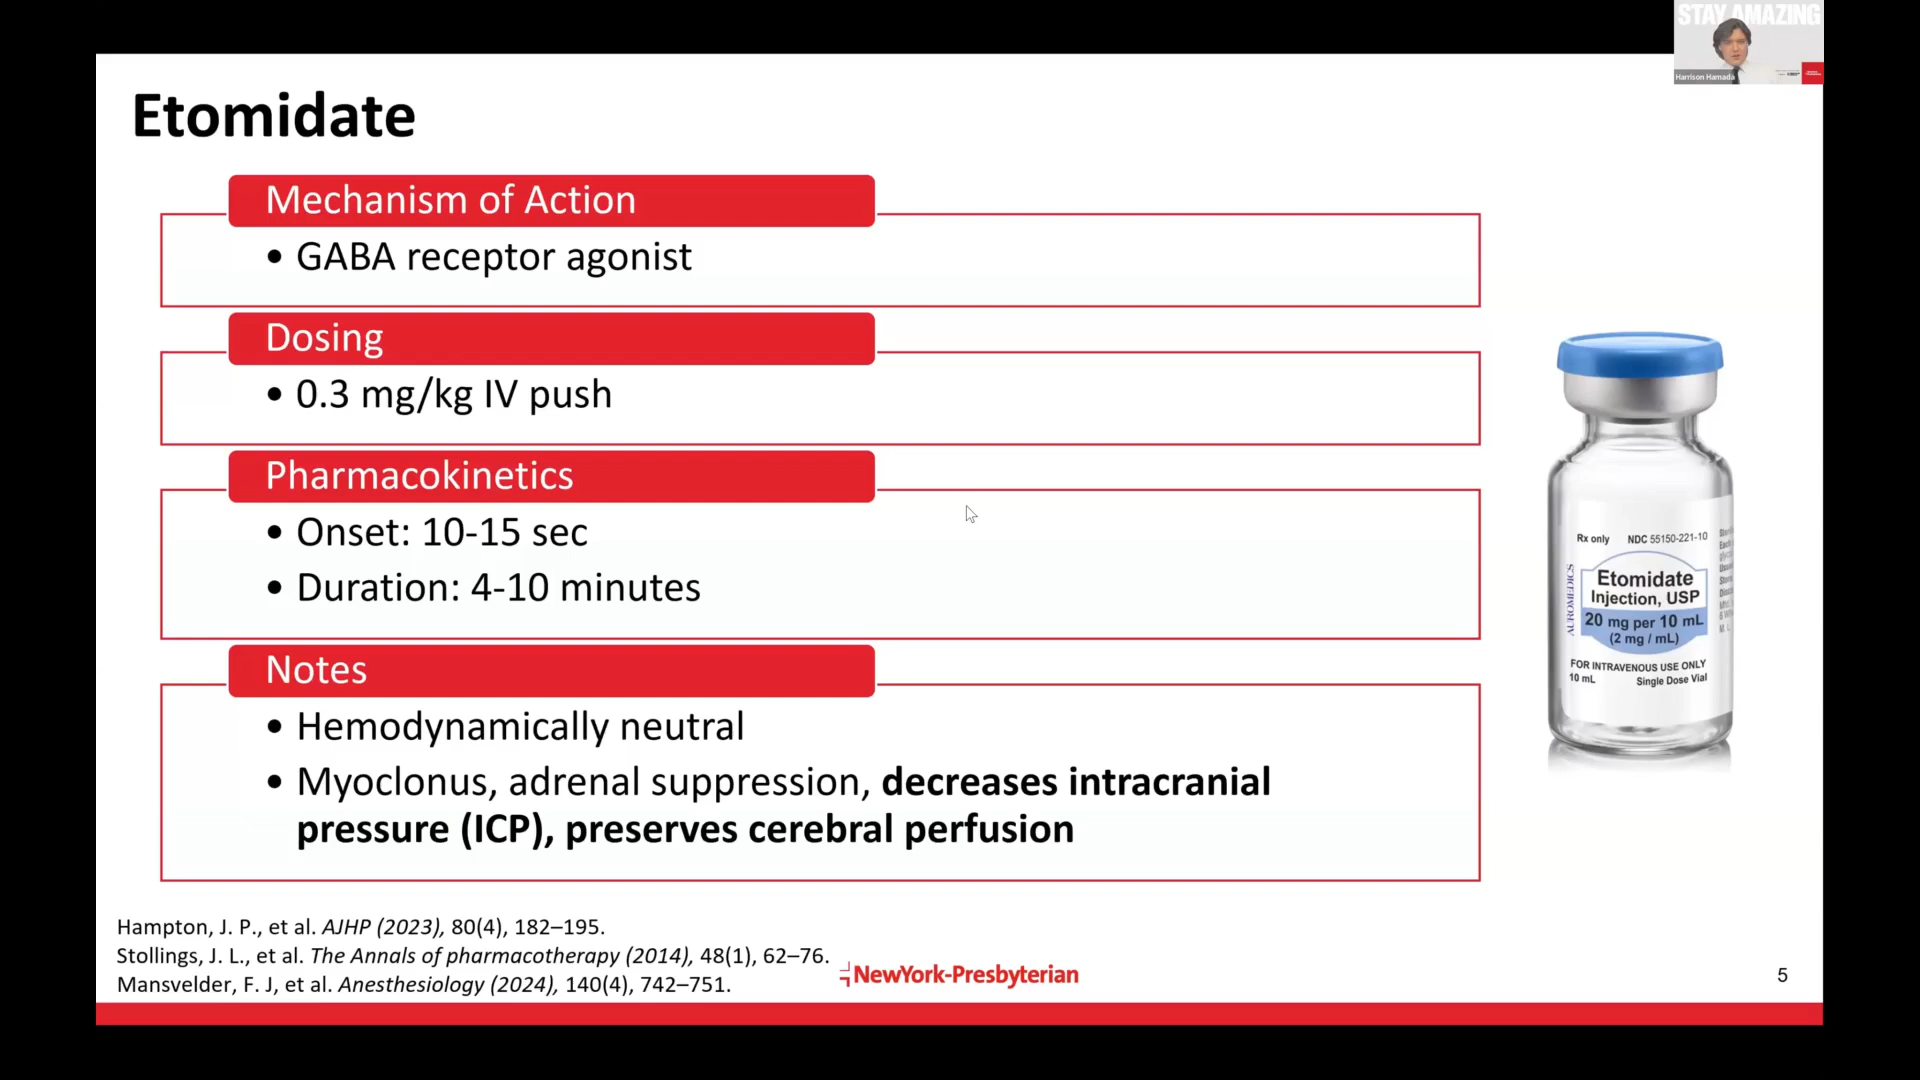 STAY AMAZING
Harrison Hamada
Etomidate
Mechanism of Action
• GABA receptor agonist
Dosing
• 0.3 mg/kg IV push
Pharmacokinetics
• Onset: 10-15 sec
• Duration: 4-10 minutes
Notes
• Hemodynamically neutral
• Myoclonus, adrenal suppression, decreases intracranial
pressure (ICP), preserves cerebral perfusion
Rx only NDC 55150-221-10
AUROMEDICS
Etomidate
Injection, USP
20 mg per 10 mL
(2 mg / mL)
FOR INTRAVENOUS USE ONLY
10 mL Single Dose Vial
Hampton, J. P., et al. AJHP (2023), 80(4), 182–195.
Stollings, J. L., et al. The Annals of pharmacotherapy (2014), 48(1), 62–76.
Mansvelder, F. J, et al. Anesthesiology (2024), 140(4), 742–751.
NewYork-Presbyterian
5